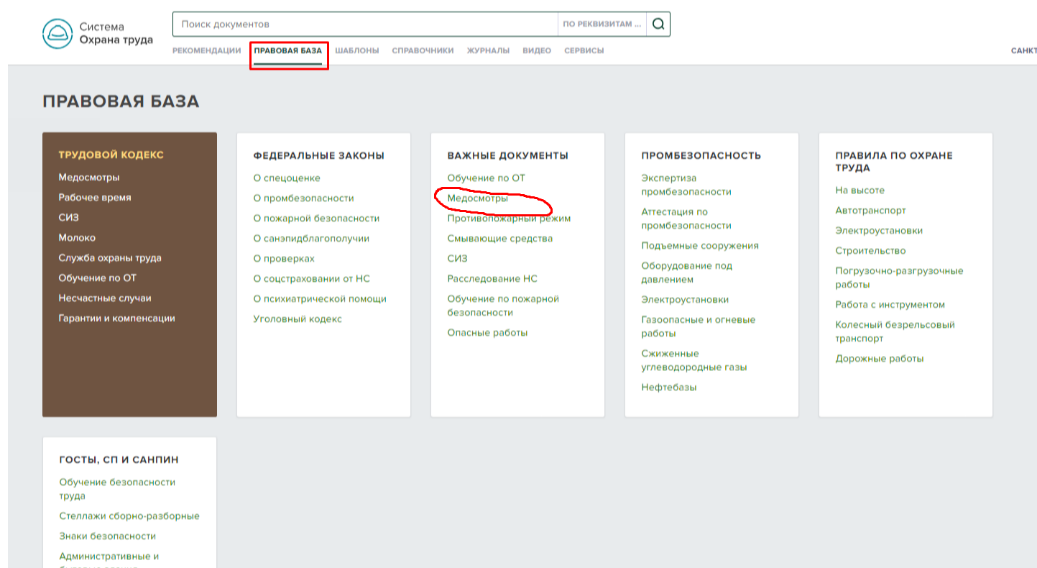 Система
Охрана труда
Поиск документов
ПО РЕКВИЗИТАМ ...
РЕКОМЕНДАЦИИ ПРАВОВАЯ БАЗА ШАБЛОНЫ СПРАВОЧНИКИ ЖУРНАЛЫ ВИДЕО СЕРВИСЫ
САНКТ
ПРАВОВАЯ БАЗА
ТРУДОВОЙ КОДЕКС
Медосмотры
Рабочее время
СИЗ
Молоко
Служба охраны труда
Обучение по ОТ
Несчастные случаи
Гарантии и компенсации
ФЕДЕРАЛЬНЫЕ ЗАКОНЫ
О спецоценке
О промбезопасности
О пожарной безопасности
О санэпидблагополучии
О проверках
О соцстраховании от НС
О психиатрической помощи
Уголовный кодекс
ВАЖНЫЕ ДОКУМЕНТЫ
Обучение по ОТ
Медосмотры
Противопожарный режим
Смывающие средства
СИЗ
Расследование НС
Обучение по пожарной
безопасности
Опасные работы
ПРОМБЕЗОПАСНОСТЬ
Экспертиза
промбезопасности
Аттестация по
промбезопасности
Подъемные сооружения
Оборудование под
давлением
Электроустановки
Газоопасные и огневые
работы
Сжиженные
углеводородные газы
Нефтебазы
ПРАВИЛА ПО ОХРАНЕ
ТРУДА
На высоте
Автотранспорт
Электроустановки
Строительство
Погрузочно-разгрузочные
работы
Работа с инструментом
Колесный безрельсовый
транспорт
Дорожные работы
ГОСТЫ, СП И САНПИН
Обучение безопасности
труда
Стеллажи сборно-разборные
Знаки безопасности
Административные и